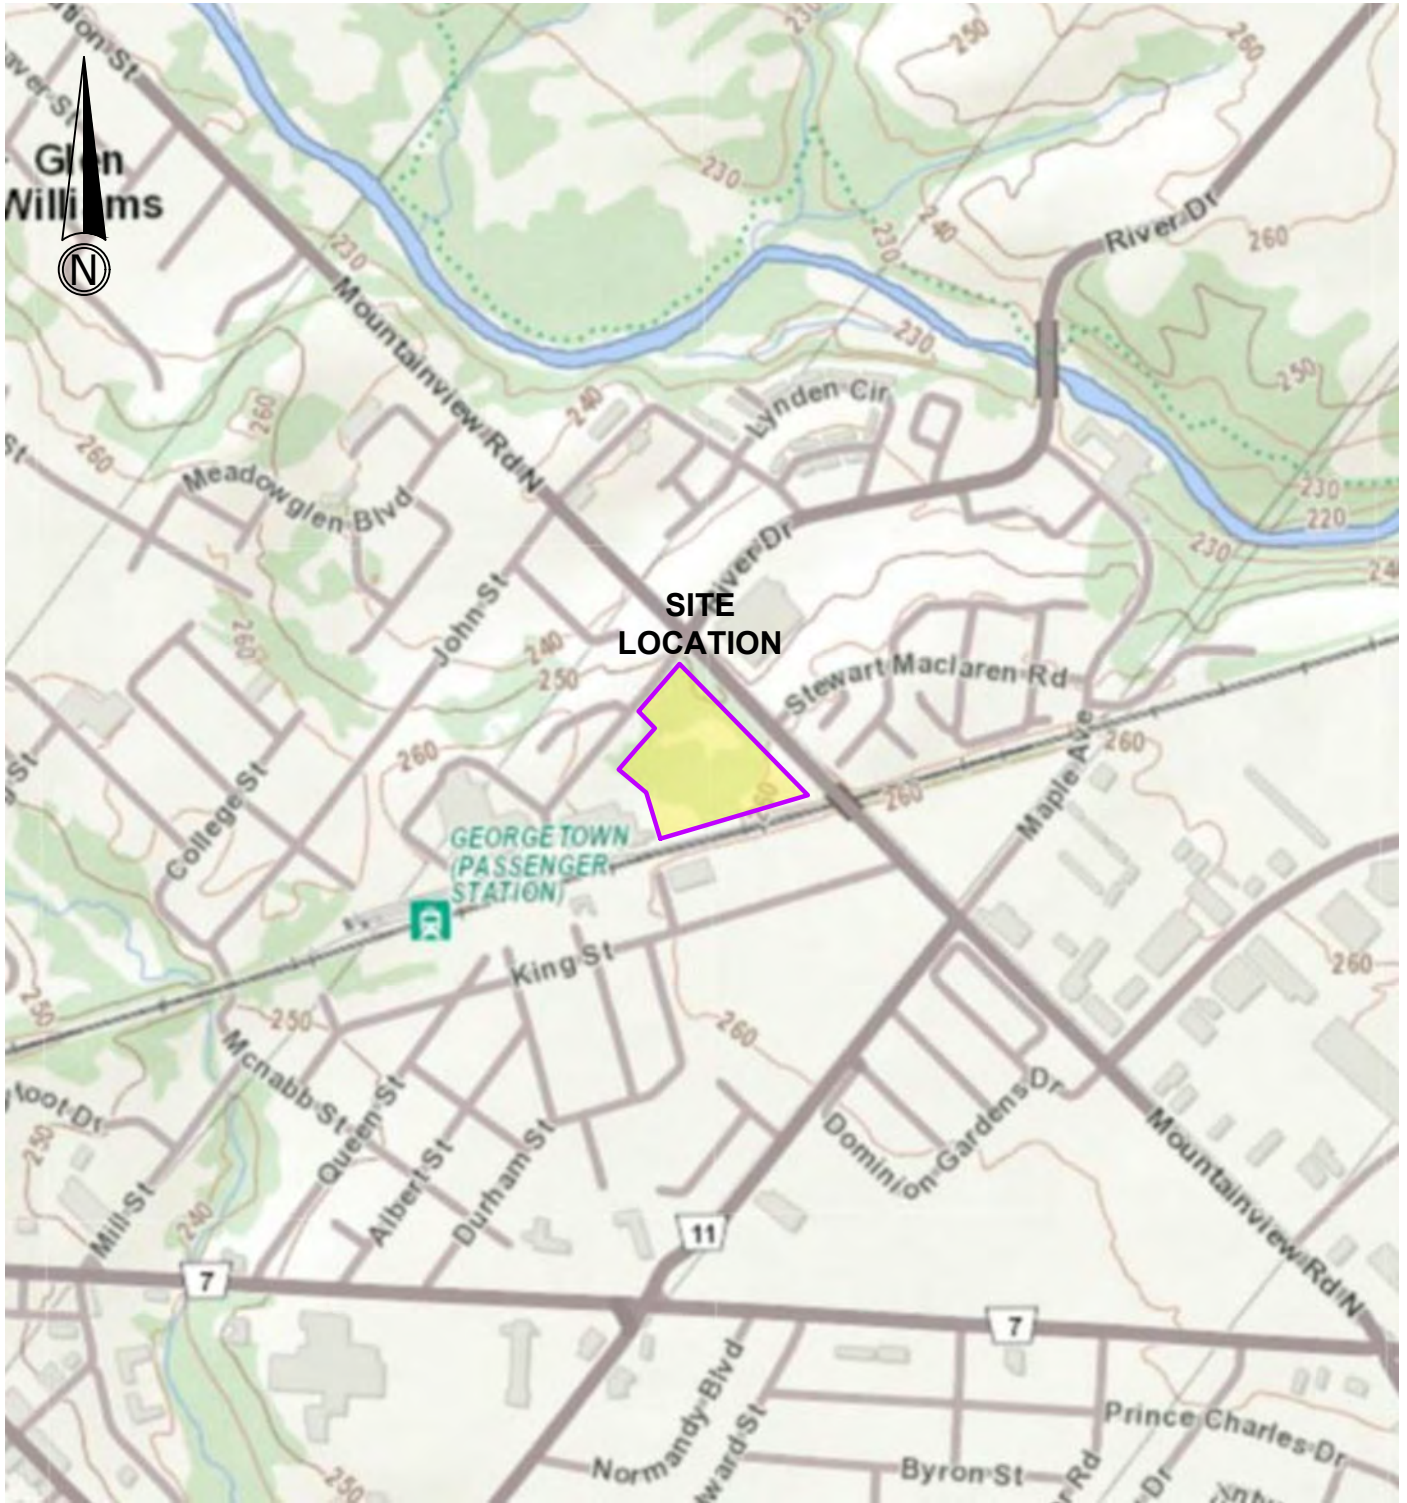 230
250
260
Glen
Williams
N
230
River Dr
240
230
260
230
Mountainview Rd N
230
250
Lynden Cir
240
260
260
Meadowglen Blvd
230
220
230
River Dr
John St
SITE
LOCATION
260
240
250
Stewart Maclaren Rd
260
Maple Ave
260
260
College St
GEORGETOWN
(PASSENGER
STATION)
King St
260
250
250
260
Mcnabb St
Queen St
Dominion Gardens Dr
250
Albert St
Durham St
Mountainview Rd N
Mill St
240
11
7
7
Normandy Blvd
Prince Charles Dr
Byron St
250